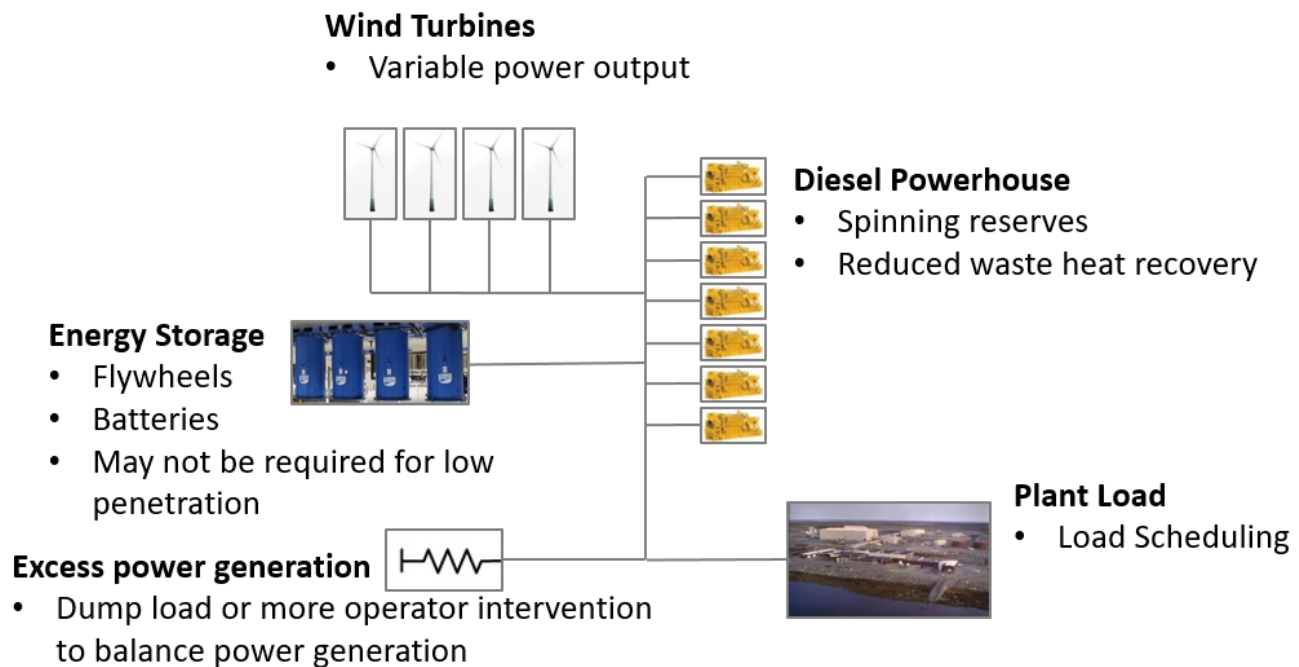 Wind Turbines
• Variable power output
Diesel Powerhouse
• Spinning reserves
• Reduced waste heat recovery
Energy Storage
• Flywheels
• Batteries
• May not be required for low
penetration
Plant Load
• Load Scheduling
Excess power generation
• Dump load or more operator intervention
to balance power generation